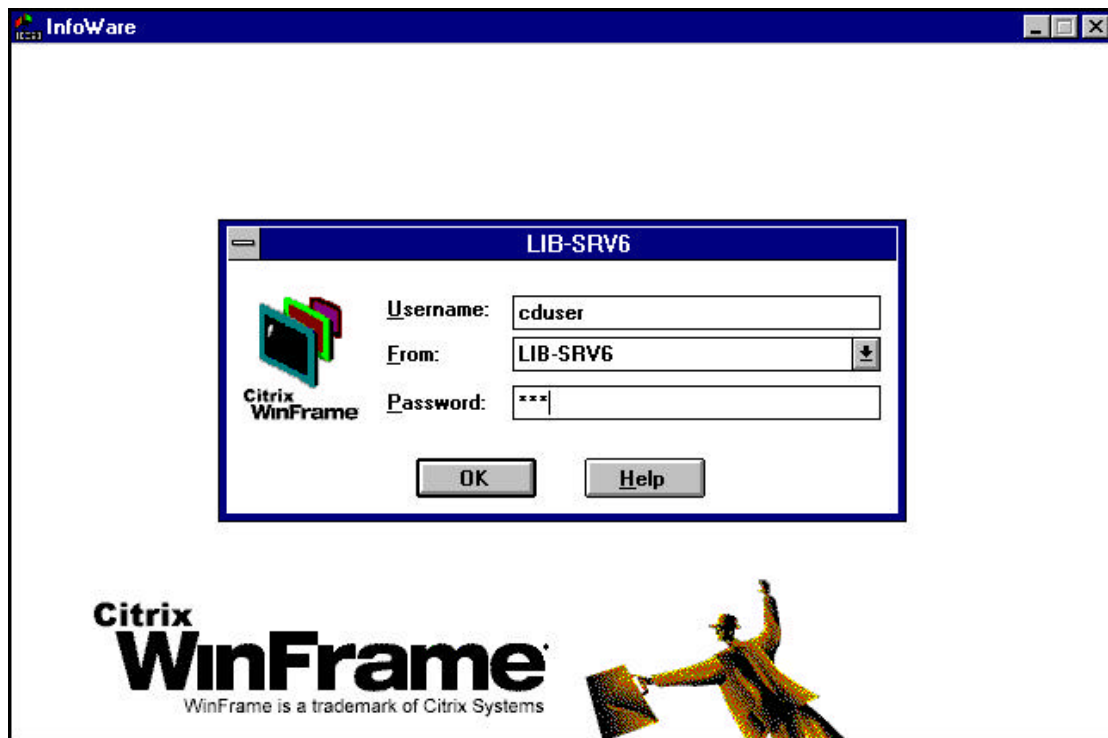 InfoWare
LIB-SRV6
Username: cduser
From: LIB-SRV6
Password: ***
Citrix
WinFrame
OK Help
Citrix
WinFrame
WinFrame is a trademark of Citrix Systems